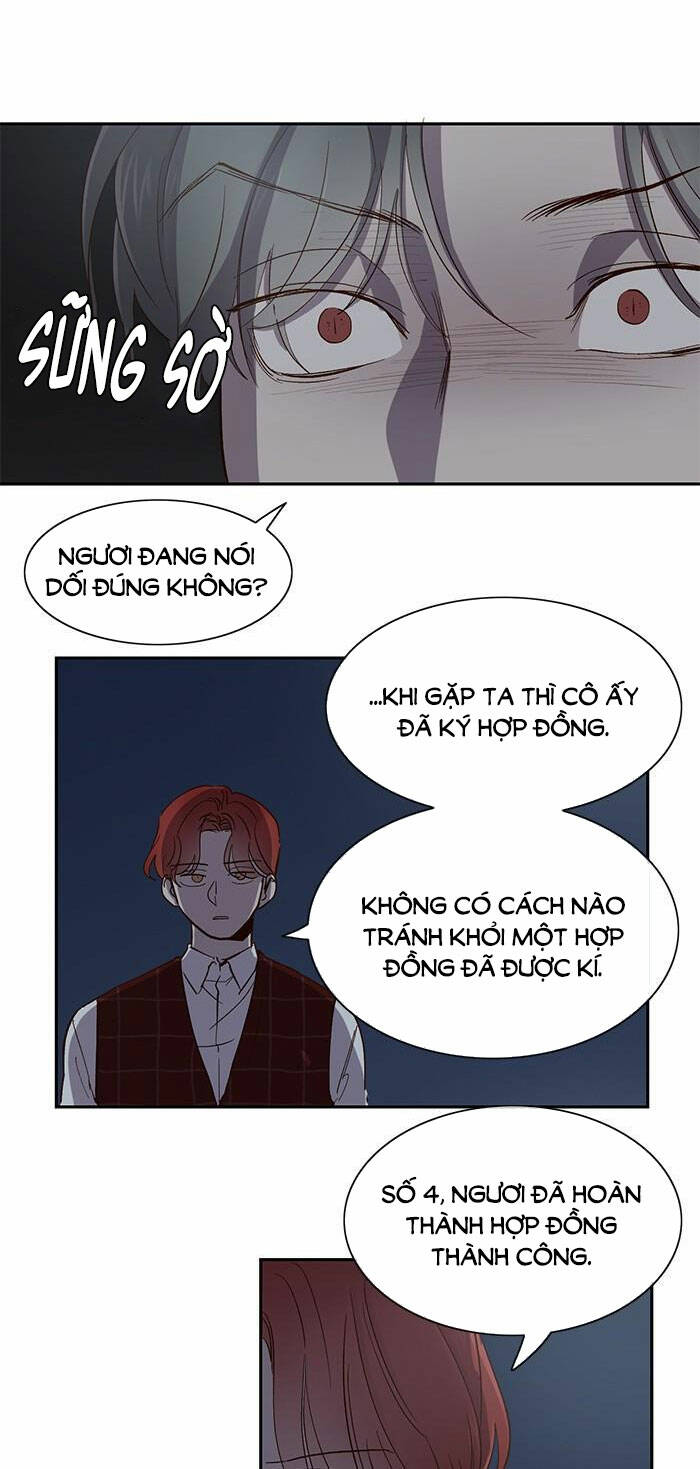 SỮNG SỜ
NGƯƠI ĐANG NÓI
DỐI ĐÚNG KHÔNG?
...KHI GẶP TA THÌ CÔ ẤY
ĐÃ KÝ HỢP ĐỒNG.
KHÔNG CÓ CÁCH NÀO
TRÁNH KHỎI MỘT HỢP
ĐỒNG ĐÃ ĐƯỢC KÍ.
SỐ 4, NGƯƠI ĐÃ HOÀN
THÀNH HỢP ĐỒNG
THÀNH CÔNG.